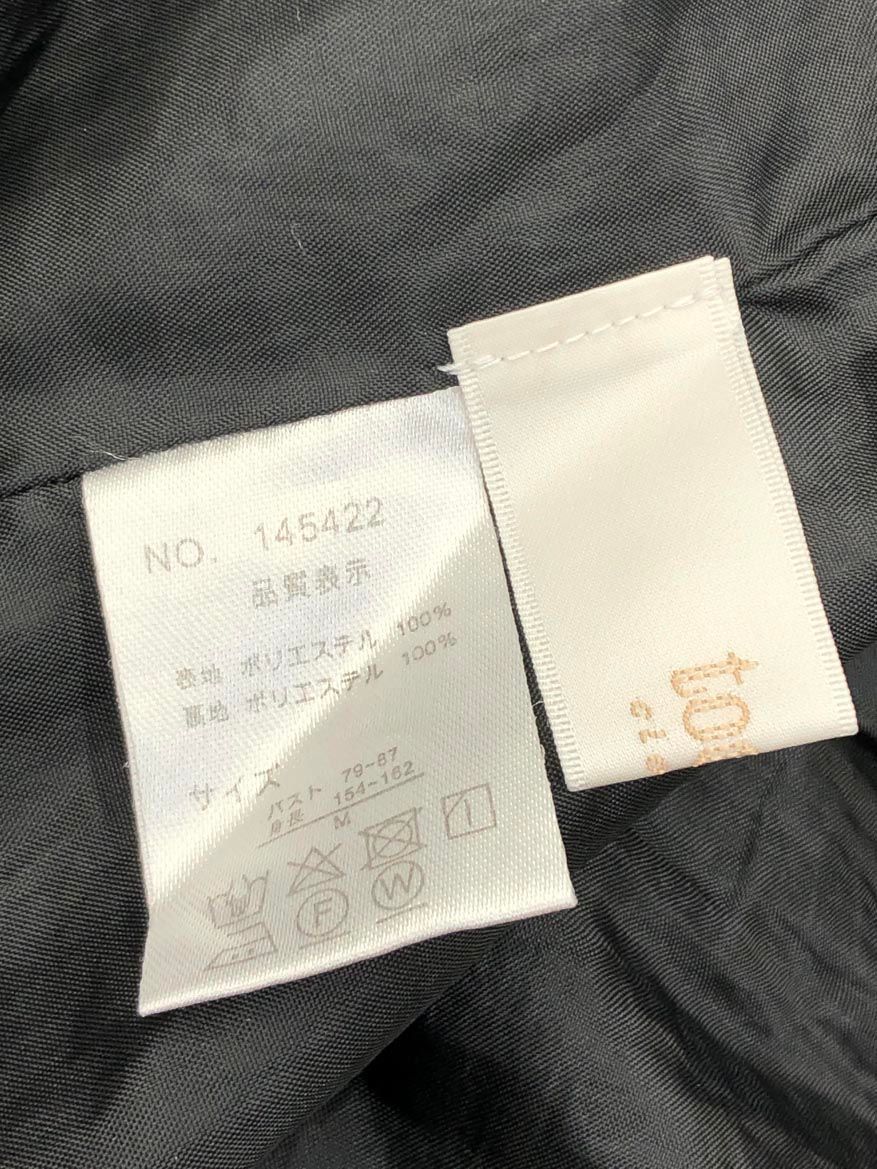 NO. 145422
品質表示
表地 ポリエステル 100%
裏地 ポリエステル 100%
サイズ
バスト 79-87
身長 154-162
M
F W